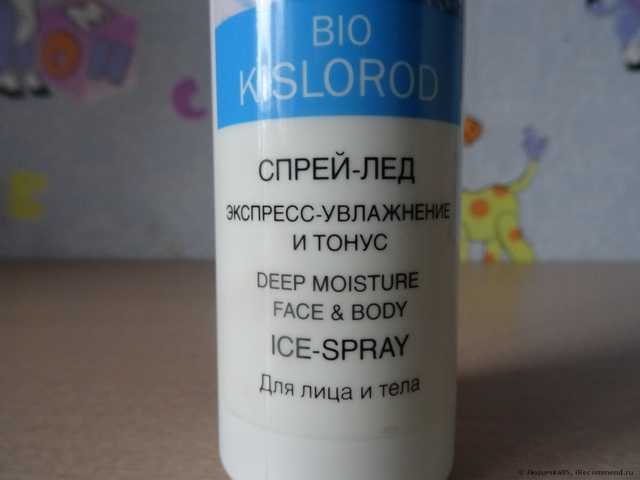 BIO
KISLOROD
СПРЕЙ-ЛЕД
ЭКСПРЕСС-УВЛАЖНЕНИЕ
И ТОНУС
DEEP MOISTURE
FACE & BODY
ICE-SPRAY
Для лица и тела